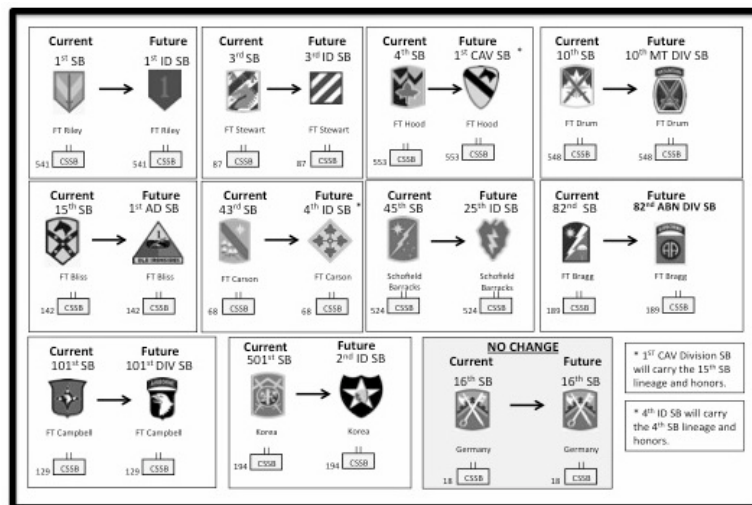 Current Future
1st SB 1st ID SB
FT Riley FT Riley
541 CSSB 541 CSSB
Current Future
3rd SB 3rd ID SB
FT Stewart FT Stewart
87 CSSB 87 CSSB
Current Future
4th SB 1st CAV SB *
FT Hood FT Hood
553 CSSB 553 CSSB
Current Future
10th SB 10th MT DIV SB
MOUNTAIN
FT Drum FT Drum
548 CSSB 548 CSSB
Current Future
15th SB 1st AD SB
1
OLD IRONSIDES
FT Bliss FT Bliss
142 CSSB 142 CSSB
Current Future
43rd SB 4th ID SB *
FT Carson FT Carson
68 CSSB 68 CSSB
Current Future
45th SB 25th ID SB
Schofield Schofield
Barracks Barracks
524 CSSB 524 CSSB
Current Future
82nd SB 82nd ABN DIV SB
AIRBORNE
AA
FT Bragg FT Bragg
189 CSSB 189 CSSB
Current Future
101st SB 101st DIV SB
AIRBORNE
FT Campbell FT Campbell
129 CSSB 129 CSSB
Current Future
501st SB 2nd ID SB
Korea Korea
194 CSSB 194 CSSB
NO CHANGE
Current Future
16th SB 16th SB
Germany Germany
18 CSSB 18 CSSB
* 1ST CAV Division SB
will carry the 15th SB
lineage and honors.
* 4th ID SB will carry
the 4th SB lineage and
honors.